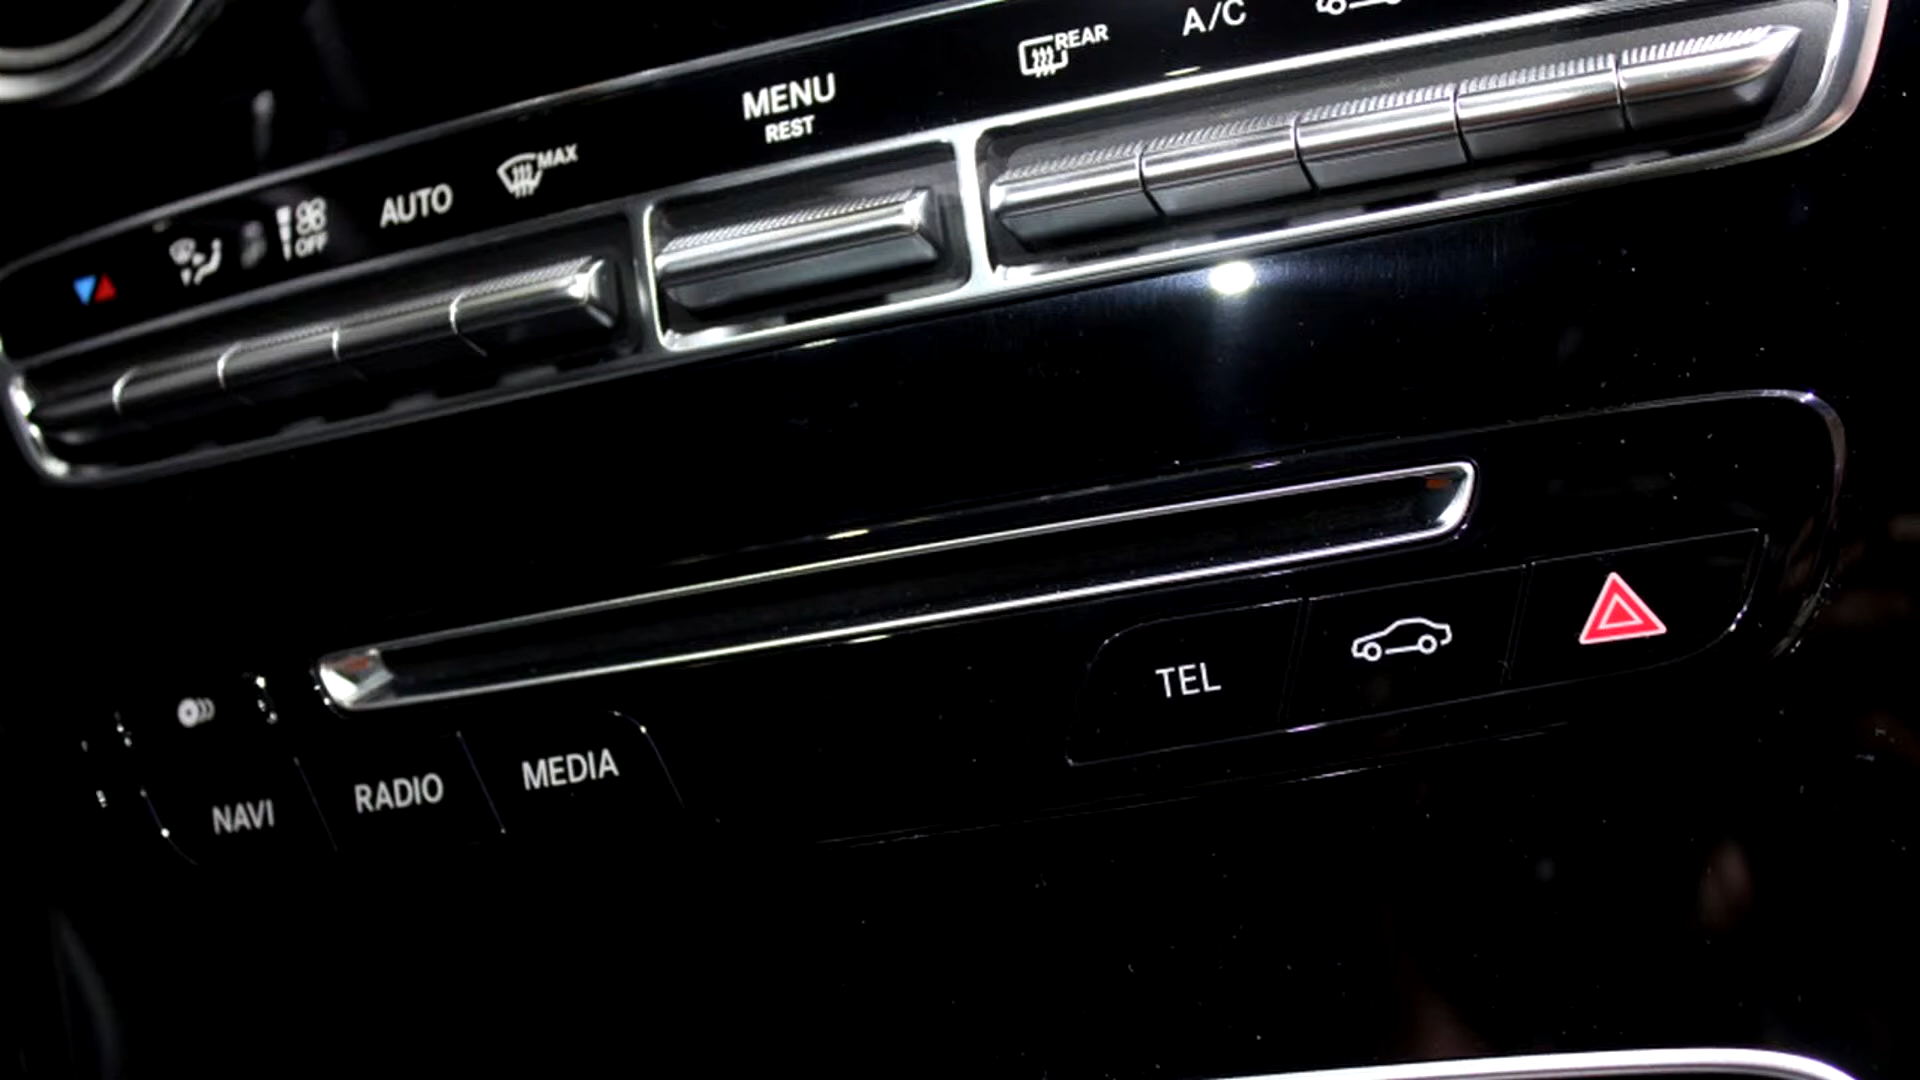 A/C
REAR
MENU
REST
MAX
AUTO
OFF
TEL
NAVI
RADIO
MEDIA